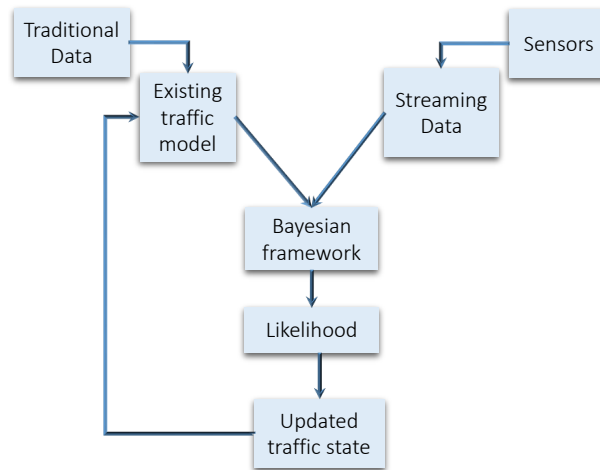 Traditional
Data
Sensors
Existing
traffic
model
Streaming
Data
Bayesian
framework
Likelihood
Updated
traffic state